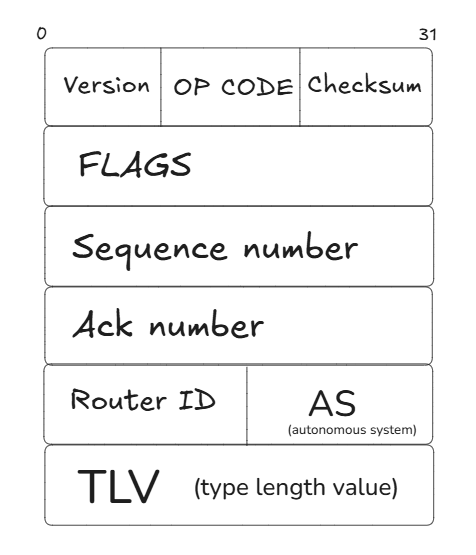 0 31
Version OP CODE Checksum
FLAGS
Sequence number
Ack number
Router ID AS
(autonomous system)
TLV (type length value)